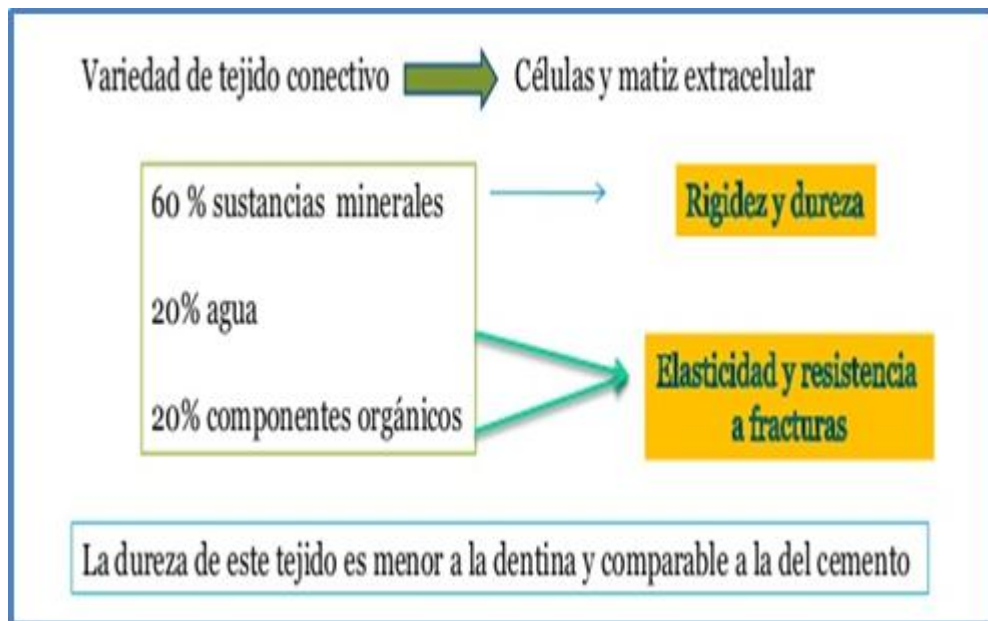 Variedad de tejido conectivo
Células y matiz extracelular
60 % sustancias minerales
Rigidez y dureza
20% agua
20% componentes orgánicos
Elasticidad y resistencia
a fracturas
La dureza de este tejido es menor a la dentina y comparable a la del cemento